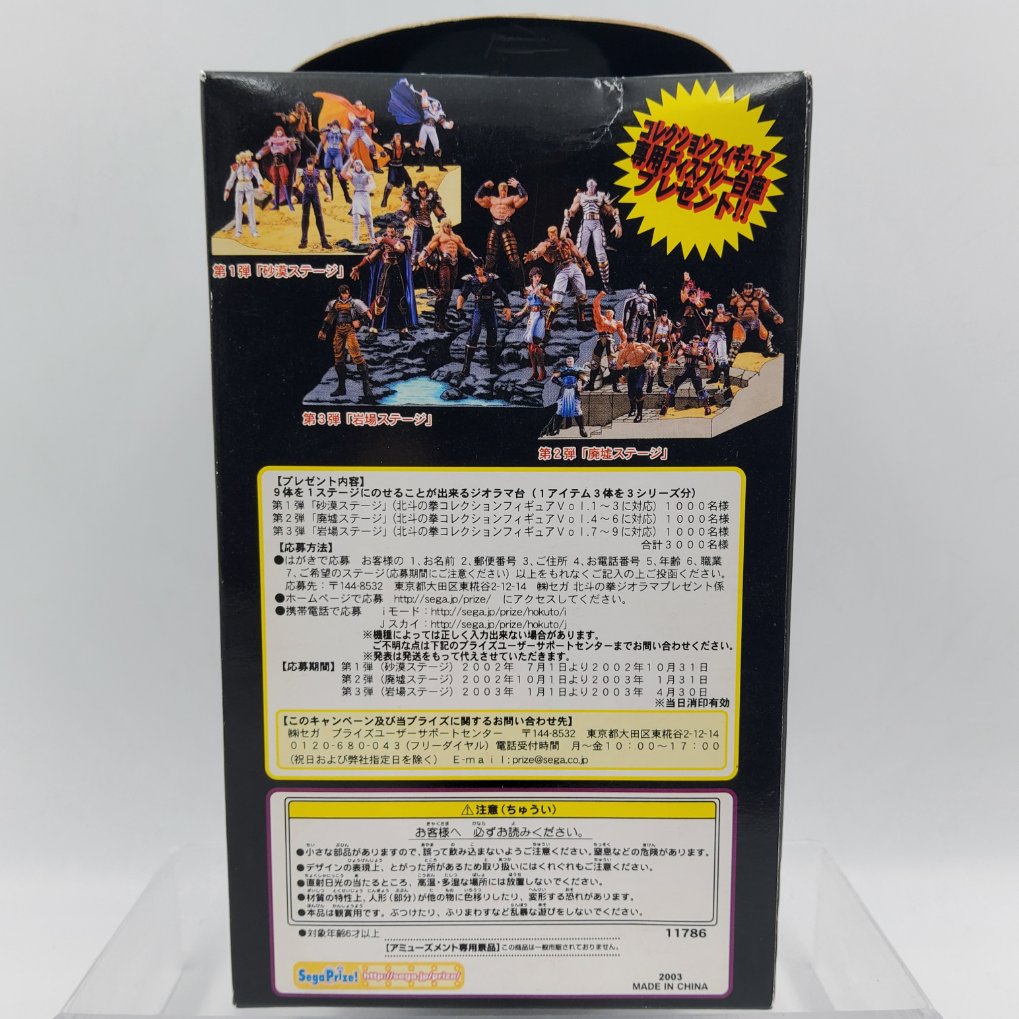 コレクションフィギュア
専用ディスプレー台座
プレゼント!!
第1弾「砂漠ステージ」
第3弾「岩場ステージ」
第2弾「廃墟ステージ」
【プレゼント内容】
9体を1ステージにのせることが出来るジオラマ台（1アイテム3体を3シリーズ分）
第1弾「砂漠ステージ」（北斗の拳コレクションフィギュアVol.1～3に対応）1000名様
第2弾「廃墟ステージ」（北斗の拳コレクションフィギュアVol.4～6に対応）1000名様
第3弾「岩場ステージ」（北斗の拳コレクションフィギュアVol.7～9に対応）1000名様
合計3000名様
【応募方法】
●はがきで応募　お客様の 1、お名前 2、郵便番号 3、ご住所 4、お電話番号 5、年齢 6、職業
7、ご希望のステージ（応募期間にご注意ください）以上をもれなくご記入の上ご投函ください。
応募先：〒144-8532　東京都大田区東糀谷2-12-14　㈱セガ 北斗の拳ジオラマプレゼント係
●ホームページで応募　http://sega.jp/prize/　にアクセスしてください。
●携帯電話で応募　iモード：http://sega.jp/prize/hokuto/i
Jスカイ：http://sega.jp/prize/hokuto/j
※機種によっては正しく入力出来ない場合があります。
ご不明な点は下記のプライズユーザーサポートセンターまでお問い合わせください。
※発表は発送をもって代えさせていただきます。
【応募期間】第1弾（砂漠ステージ）2002年　7月1日より2002年10月31日
第2弾（廃墟ステージ）2002年10月1日より2003年　1月31日
第3弾（岩場ステージ）2003年　1月1日より2003年　4月30日
※当日消印有効
【このキャンペーン及び当プライズに関するお問い合わせ先】
㈱セガ　プライズユーザーサポートセンター　〒144-8532　東京都大田区東糀谷2-12-14
0120-680-043（フリーダイヤル）電話受付時間　月～金10：00～17：00
（祝日および弊社指定日を除く）　E-mail:prize@sega.co.jp
⚠注意（ちゅうい）
お客様へ　必ずお読みください。
●小さな部品がありますので、誤って飲み込まないようご注意ください。窒息などの危険があります。
●デザインの表現上、とがった所があるため取り扱いにはくれぐれもご注意ください。
●直射日光の当たるところ、高温・多湿な場所には放置しないでください。
●材質の特性上、人形（部分）が他の物に色移りしたり、変形する恐れがあります。
●本品は観賞用です。ぶつけたり、ふりまわすなど乱暴な遊びをしないでください。
●対象年齢6才以上
11786
【アミューズメント専用景品】この商品は一般市販されておりません。
SegaPrize!　http://sega.jp/prize/
2003
MADE IN CHINA